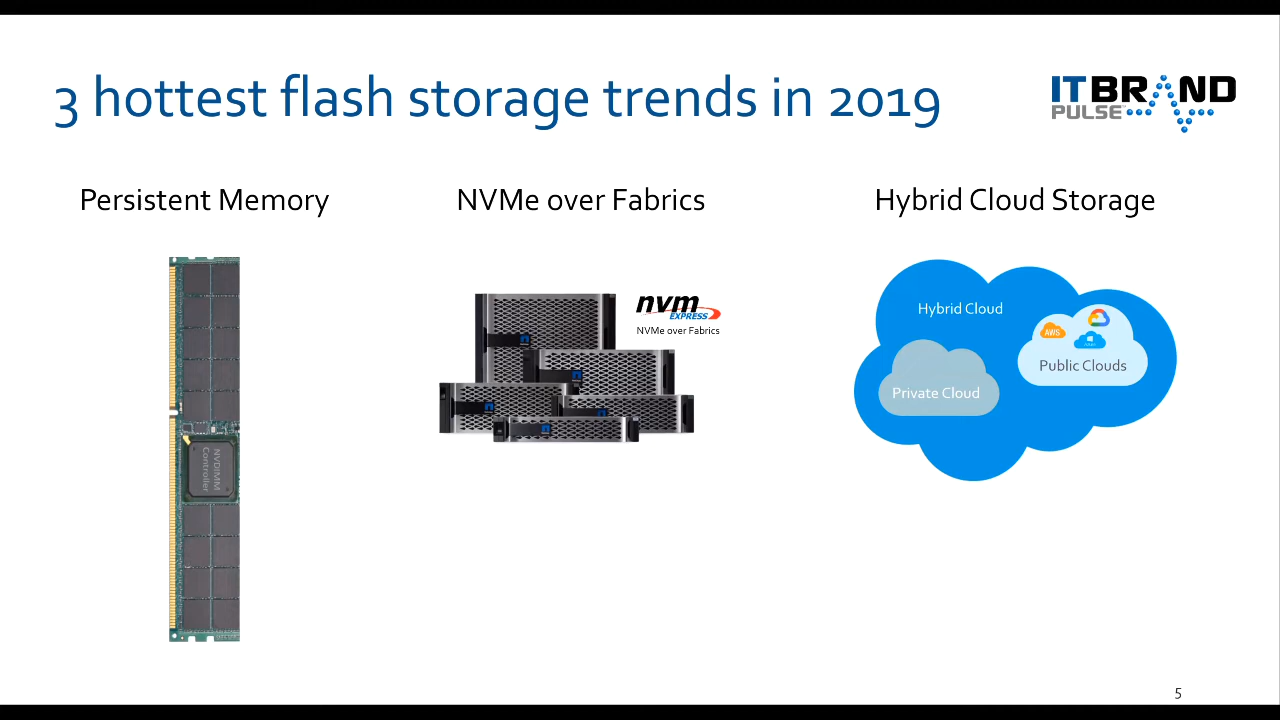 3 hottest flash storage trends in 2019
IT BRAND
PULSE
Persistent Memory
NVMe over Fabrics
Hybrid Cloud Storage
NVDIMM
Controller
nvm
EXPRESS
NVMe over Fabrics
Hybrid Cloud
AWS
Public Clouds
Private Cloud
5